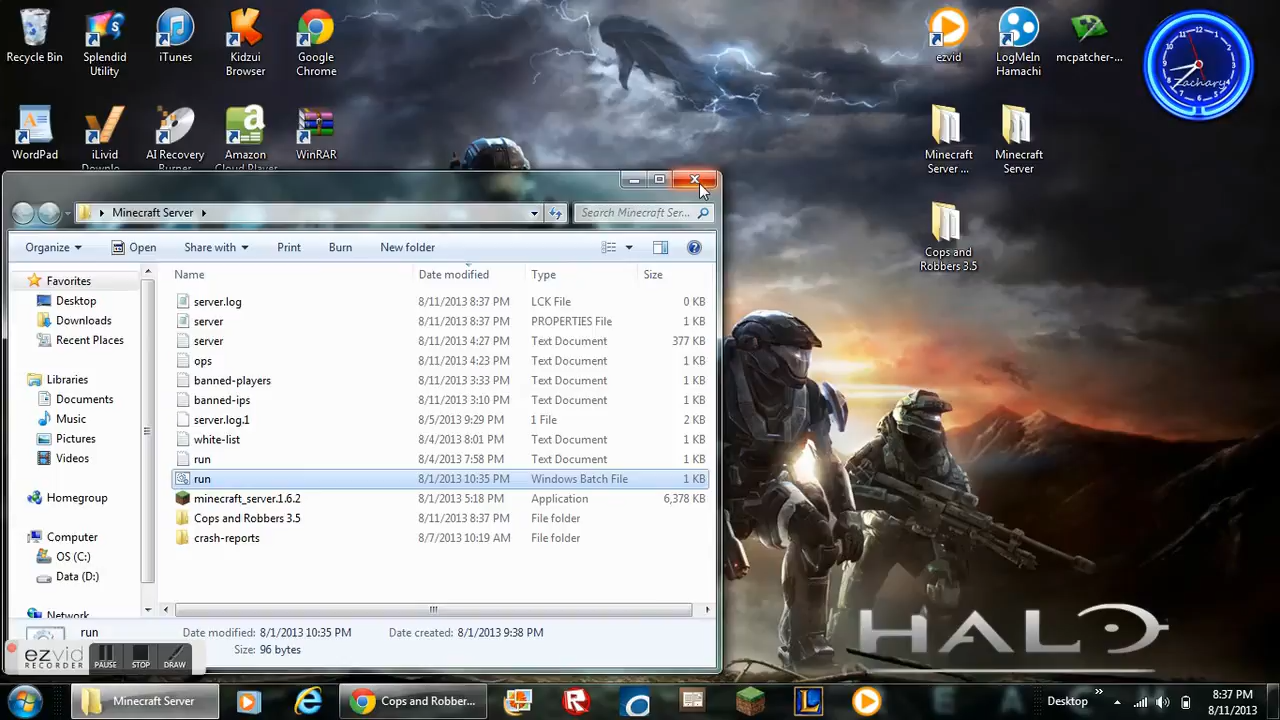 Recycle Bin
Splendid Utility
iTunes
Kidzui Browser
Google Chrome
ezvid
LogMeIn Hamachi
mcpatcher-...
Zachary
WordPad
iLivid Downlo...
AI Recovery Burner
Amazon Cloud Player
WinRAR
Minecraft Server ...
Minecraft Server
Cops and Robbers 3.5
Minecraft Server
Search Minecraft Ser...
Organize Open Share with Print Burn New folder
Name Date modified Type Size
Favorites
Desktop
Downloads
Recent Places
Libraries
Documents
Music
Pictures
Videos
Homegroup
Computer
OS (C:)
Data (D:)
Network
server.log 8/11/2013 8:37 PM LCK File 0 KB
server 8/11/2013 8:37 PM PROPERTIES File 1 KB
server 8/11/2013 4:27 PM Text Document 377 KB
ops 8/11/2013 4:23 PM Text Document 1 KB
banned-players 8/11/2013 3:33 PM Text Document 1 KB
banned-ips 8/11/2013 3:10 PM Text Document 1 KB
server.log.1 8/5/2013 9:29 PM 1 File 2 KB
white-list 8/4/2013 8:01 PM Text Document 1 KB
run 8/4/2013 7:58 PM Text Document 1 KB
run 8/1/2013 10:35 PM Windows Batch File 1 KB
minecraft_server.1.6.2 8/1/2013 5:18 PM Application 6,378 KB
Cops and Robbers 3.5 8/11/2013 8:37 PM File folder
crash-reports 8/7/2013 10:19 AM File folder
run Date modified: 8/1/2013 10:35 PM Date created: 8/1/2013 9:38 PM
Size: 96 bytes
ezvid RECORDER PAUSE STOP DRAW
HALO
Minecraft Server
Cops and Robber...
Desktop
8:37 PM
8/11/2013